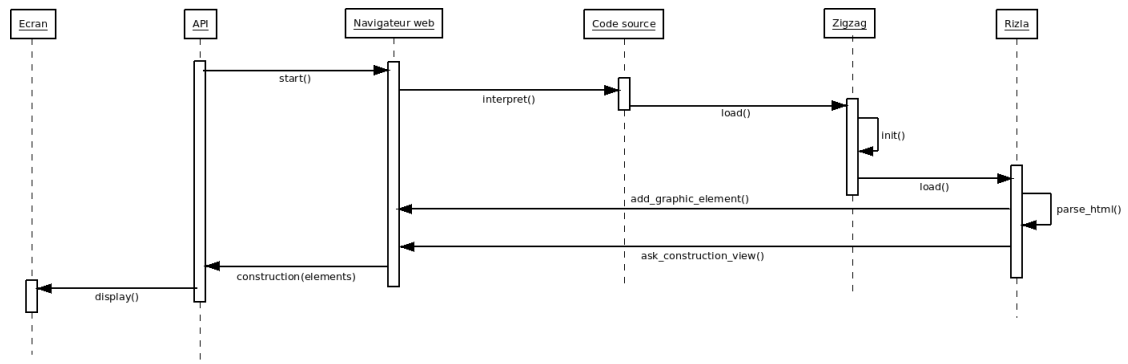 Ecran
API
Navigateur web
Code source
Zigzag
Rizla
start()
interpret()
load()
init()
load()
add_graphic_element()
parse_html()
ask_construction_view()
construction(elements)
display()